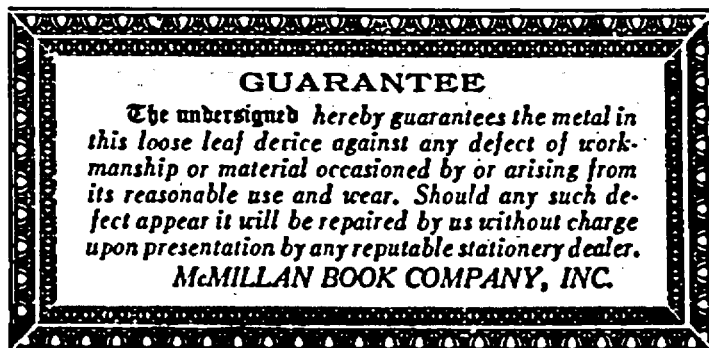 GUARANTEE
The undersigned hereby guarantees the metal in
this loose leaf device against any defect of work-
manship or material occasioned by or arising from
its reasonable use and wear. Should any such de-
fect appear it will be repaired by us without charge
upon presentation by any reputable stationery dealer.
McMILLAN BOOK COMPANY, INC.